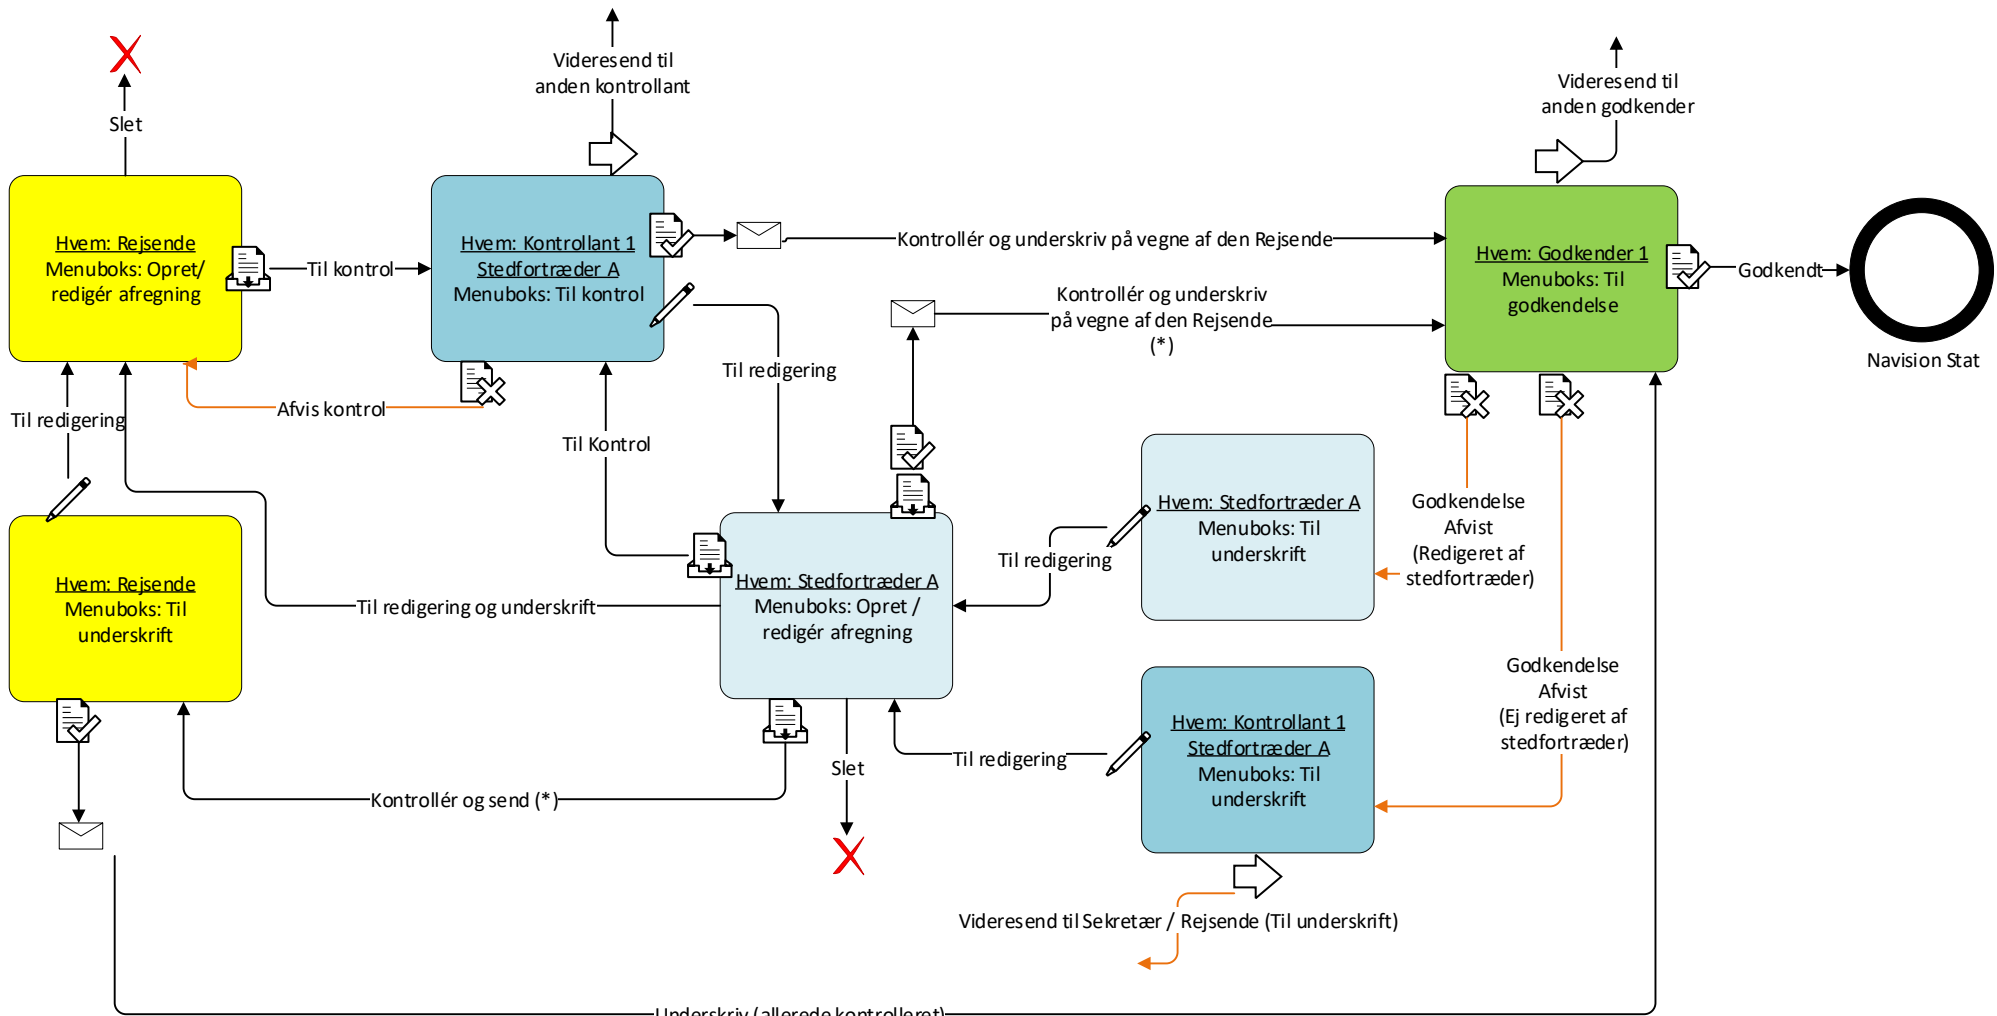 Videresend til
anden kontrollant
Videresend til
anden godkender
Slet
Hvem: Rejsende
Menuboks: Opret/
redigér afregning
Til kontrol
Hvem: Kontrollant 1
Stedfortræder A
Menuboks: Til kontrol
Kontrollér og underskriv på vegne af den Rejsende
Hvem: Godkender 1
Menuboks: Til
godkendelse
Godkendt
Navision Stat
Kontrollér og underskriv
på vegne af den Rejsende
(*)
Til redigering
Afvis kontrol
Til redigering
Til Kontrol
Hvem: Stedfortræder A
Menuboks: Til
underskrift
Godkendelse
Afvist
(Redigeret af
stedfortræder)
Til redigering
Hvem: Rejsende
Menuboks: Til
underskrift
Til redigering og underskrift
Hvem: Stedfortræder A
Menuboks: Opret /
redigér afregning
Godkendelse
Afvist
(Ej redigeret af
stedfortræder)
Hvem: Kontrollant 1
Stedfortræder A
Menuboks: Til
underskrift
Til redigering
Slet
Kontrollér og send (*)
Videresend til Sekretær / Rejsende (Til underskrift)
Underskriv (allerede kontrolleret)